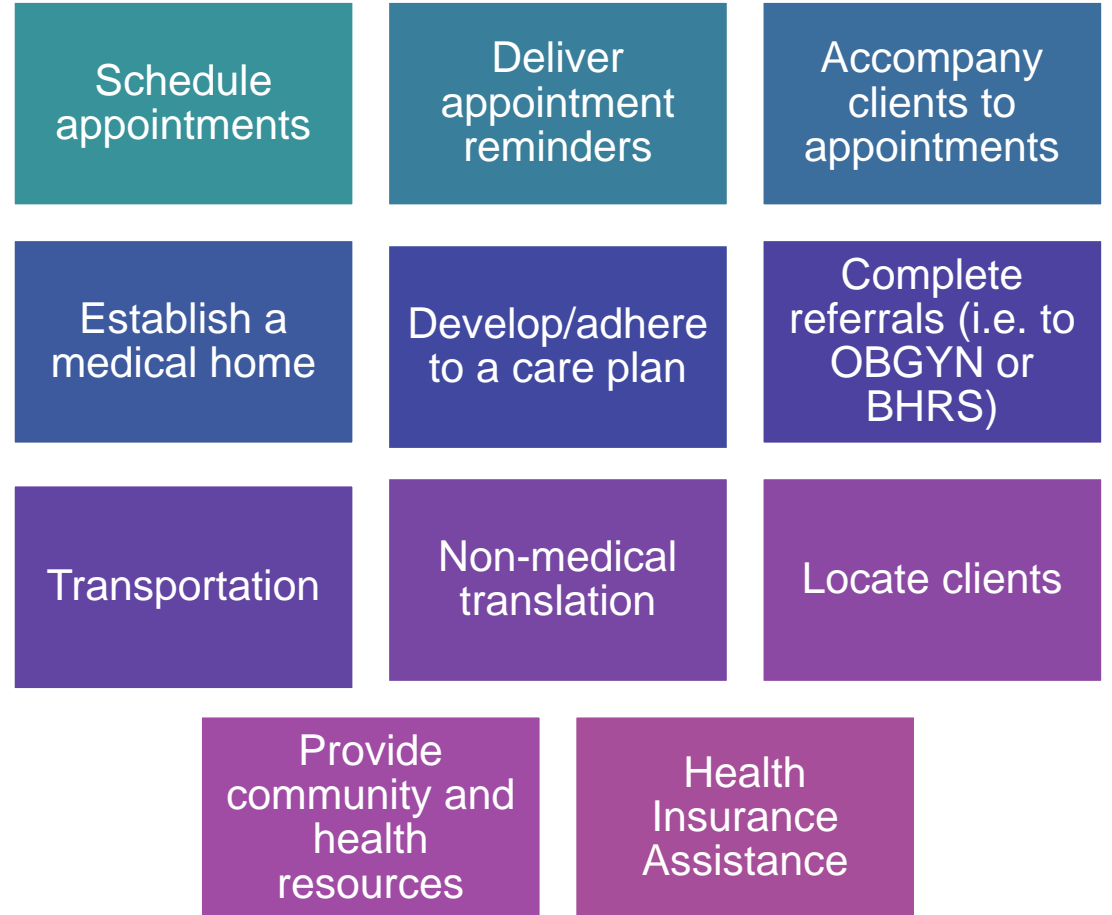 Schedule
appointments
Deliver
appointment
reminders
Accompany
clients to
appointments
Establish a
medical home
Develop/adhere
to a care plan
Complete
referrals (i.e. to
OBGYN or
BHRS)
Transportation
Non-medical
translation
Locate clients
Provide
community and
health
resources
Health
Insurance
Assistance